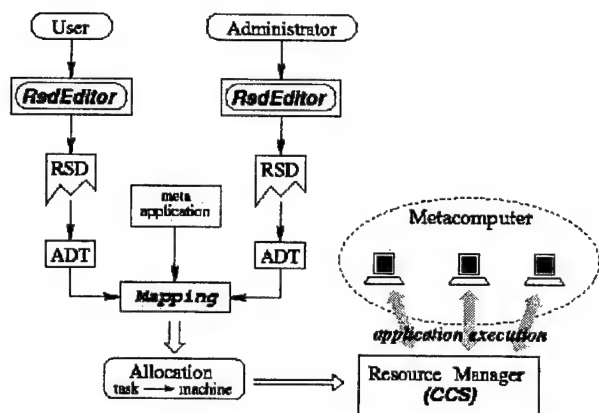 User
Administrator
RsdEditor
RsdEditor
RSD
RSD
meta
application
ADT
ADT
Mapping
Metacomputer
application execution
Allocation
task machine
Resource Manager
(CCS)